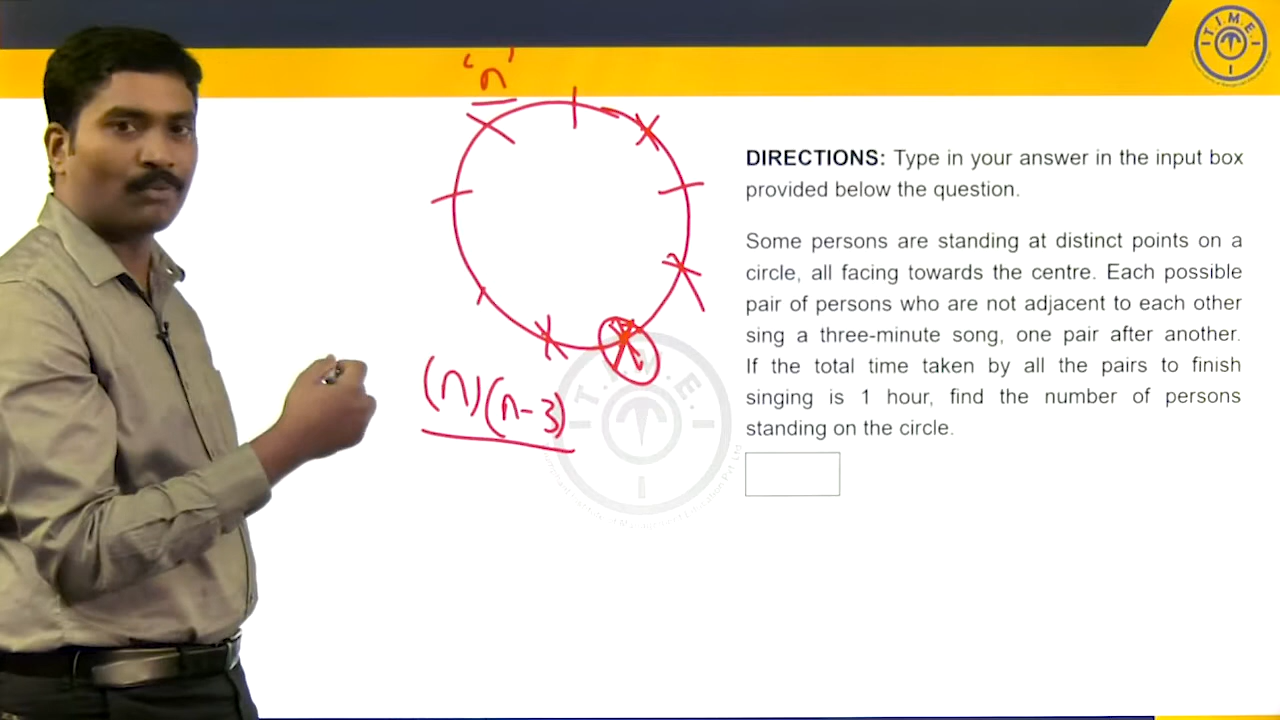 T.I.M.E.
'n'
DIRECTIONS: Type in your answer in the input box
provided below the question.
Some persons are standing at distinct points on a
circle, all facing towards the centre. Each possible
pair of persons who are not adjacent to each other
sing a three-minute song, one pair after another.
If the total time taken by all the pairs to finish
singing is 1 hour, find the number of persons
standing on the circle.
(n)(n-3)
T.I.M.E.